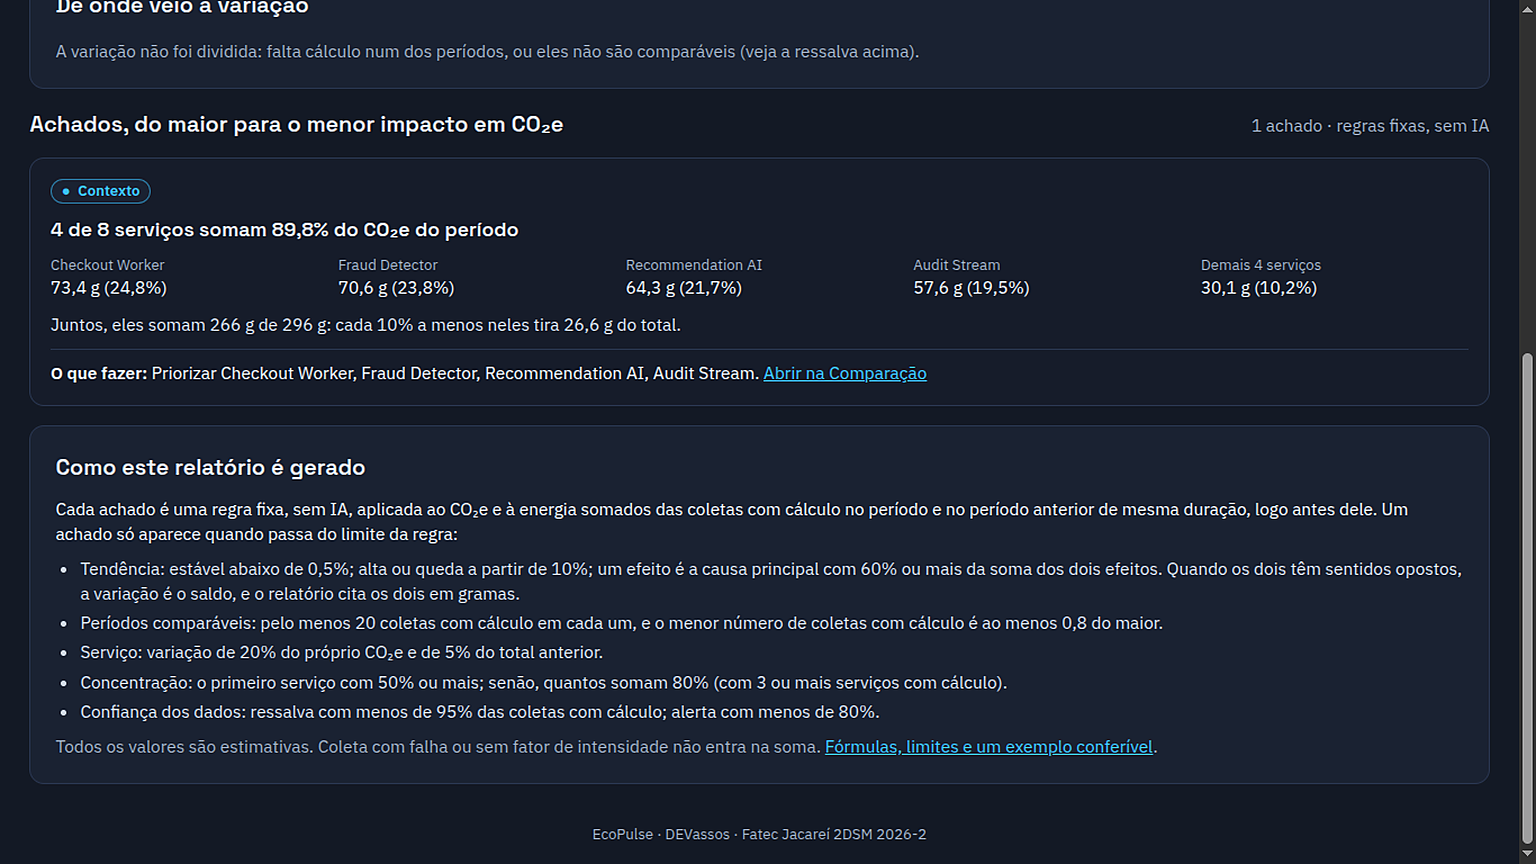 De onde veio a variação
A variação não foi dividida: falta cálculo num dos períodos, ou eles não são comparáveis (veja a ressalva acima).
Achados, do maior para o menor impacto em CO₂e
1 achado · regras fixas, sem IA
• Contexto
4 de 8 serviços somam 89,8% do CO₂e do período
Checkout Worker
73,4 g (24,8%)
Fraud Detector
70,6 g (23,8%)
Recommendation AI
64,3 g (21,7%)
Audit Stream
57,6 g (19,5%)
Demais 4 serviços
30,1 g (10,2%)
Juntos, eles somam 266 g de 296 g: cada 10% a menos neles tira 26,6 g do total.
O que fazer: Priorizar Checkout Worker, Fraud Detector, Recommendation AI, Audit Stream. Abrir na Comparação
Como este relatório é gerado
Cada achado é uma regra fixa, sem IA, aplicada ao CO₂e e à energia somados das coletas com cálculo no período e no período anterior de mesma duração, logo antes dele. Um
achado só aparece quando passa do limite da regra:
• Tendência: estável abaixo de 0,5%; alta ou queda a partir de 10%; um efeito é a causa principal com 60% ou mais da soma dos dois efeitos. Quando os dois têm sentidos opostos,
a variação é o saldo, e o relatório cita os dois em gramas.
• Períodos comparáveis: pelo menos 20 coletas com cálculo em cada um, e o menor número de coletas com cálculo é ao menos 0,8 do maior.
• Serviço: variação de 20% do próprio CO₂e e de 5% do total anterior.
• Concentração: o primeiro serviço com 50% ou mais; senão, quantos somam 80% (com 3 ou mais serviços com cálculo).
• Confiança dos dados: ressalva com menos de 95% das coletas com cálculo; alerta com menos de 80%.
Todos os valores são estimativas. Coleta com falha ou sem fator de intensidade não entra na soma. Fórmulas, limites e um exemplo conferível.
EcoPulse · DEVassos · Fatec Jacareí 2DSM 2026-2